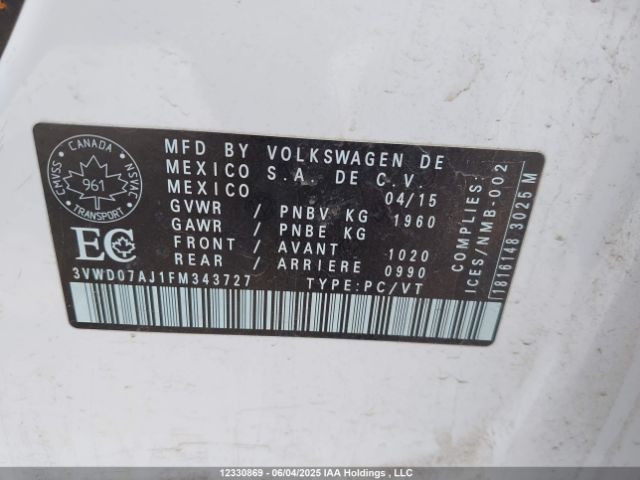 CANADA
CMVSS
961
NSVAC
TRANSPORT
EC
MFD BY VOLKSWAGEN DE
MEXICO S.A. DE C.V.
MEXICO 04/15
GVWR / PNBV KG 1960
GAWR / PNBE KG
FRONT / AVANT 1020
REAR / ARRIERE 0990
3VWD07AJ1FM343727 TYPE:PC/VT
COMPLIES:
ICES/NMB-002
1816148 3025 M
12330869 - 06/04/2025 IAA Holdings , LLC